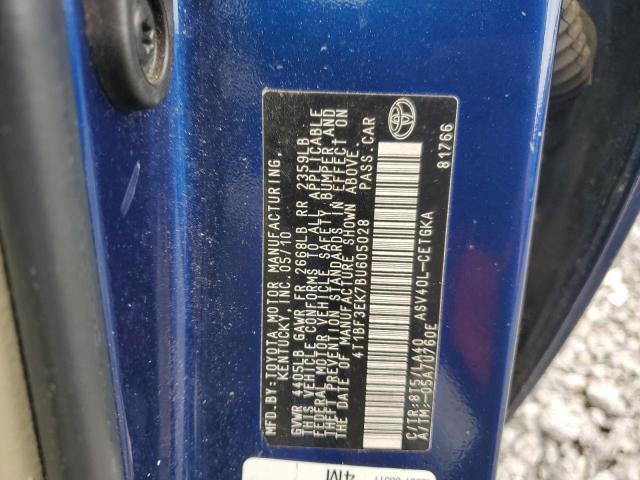 MFD.BY: TOYOTA MOTOR MANUFACTURING,
KENTUCKY, INC. 05/10
GVWR 4405LB GAWR FR 2668LB RR 2359LB
THIS VEHICLE CONFORMS TO ALL APPLICABLE
FEDERAL MOTOR VEHICLE SAFETY, BUMPER, AND
THEFT PREVENTION STANDARDS IN EFFECT ON
THE DATE OF MANUFACTURE SHOWN ABOVE.
4T1BF3EK7BU605028 PASS.CAR
C/TR:8T5/LA40 ASV40L-CETGKA
A/TM:-05A/U760E 81766
4M